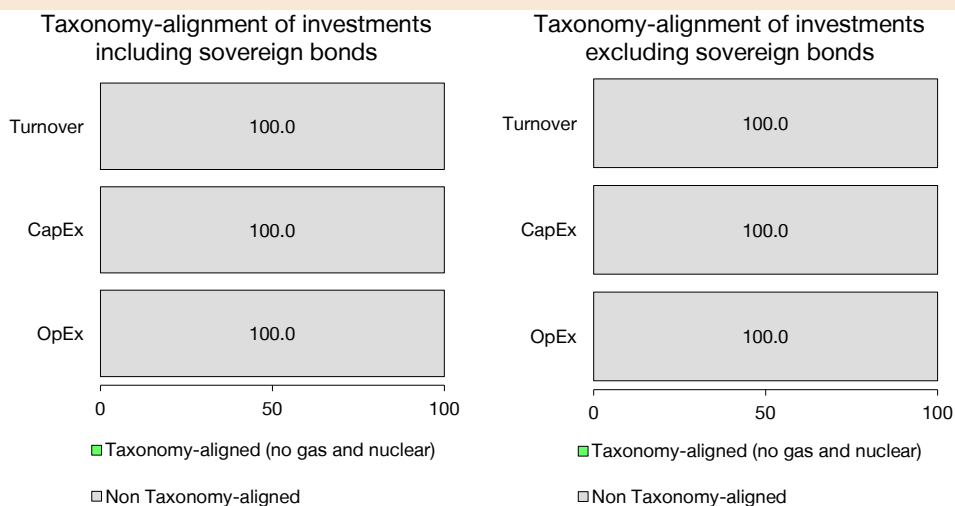 Taxonomy-alignment of investments
including sovereign bonds
Turnover
100.0
CapEx
100.0
OpEx
100.0
0 50 100
Taxonomy-aligned (no gas and nuclear)
Non Taxonomy-aligned
Taxonomy-alignment of investments
excluding sovereign bonds
Turnover
100.0
CapEx
100.0
OpEx
100.0
0 50 100
Taxonomy-aligned (no gas and nuclear)
Non Taxonomy-aligned